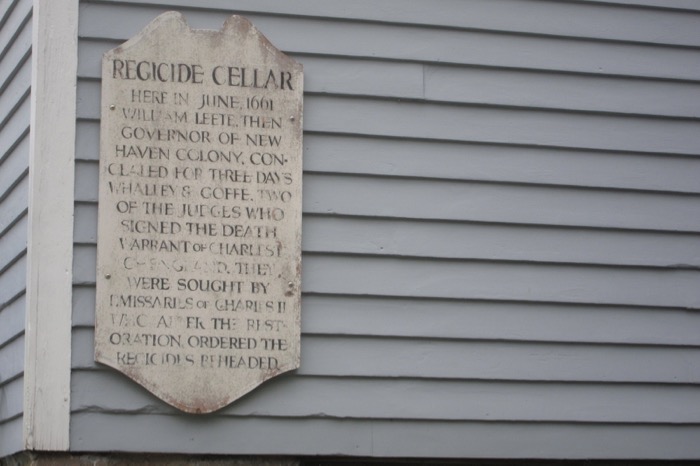 REGICIDE CELLAR
HERE IN JUNE, 1661
WILLIAM LEETE, THEN
GOVERNOR OF NEW
HAVEN COLONY, CON-
CEALED FOR THREE DAYS
WHALLEY & GOFFE, TWO
OF THE JUDGES WHO
SIGNED THE DEATH
WARRANT OF CHARLES I
OF ENGLAND. THEY
WERE SOUGHT BY
EMISSARIES OF CHARLES II
WHO AFTER THE REST-
ORATION, ORDERED THE
REGICIDES BEHEADED.